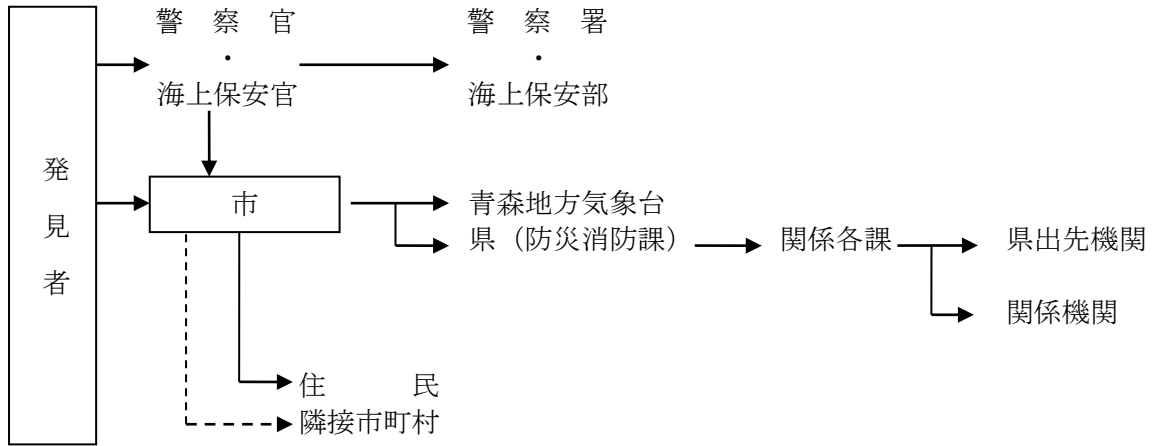 発見者
警察官
・
海上保安官
警察署
・
海上保安部
市
青森地方気象台
県（防災消防課）
関係各課
県出先機関
関係機関
住民
隣接市町村